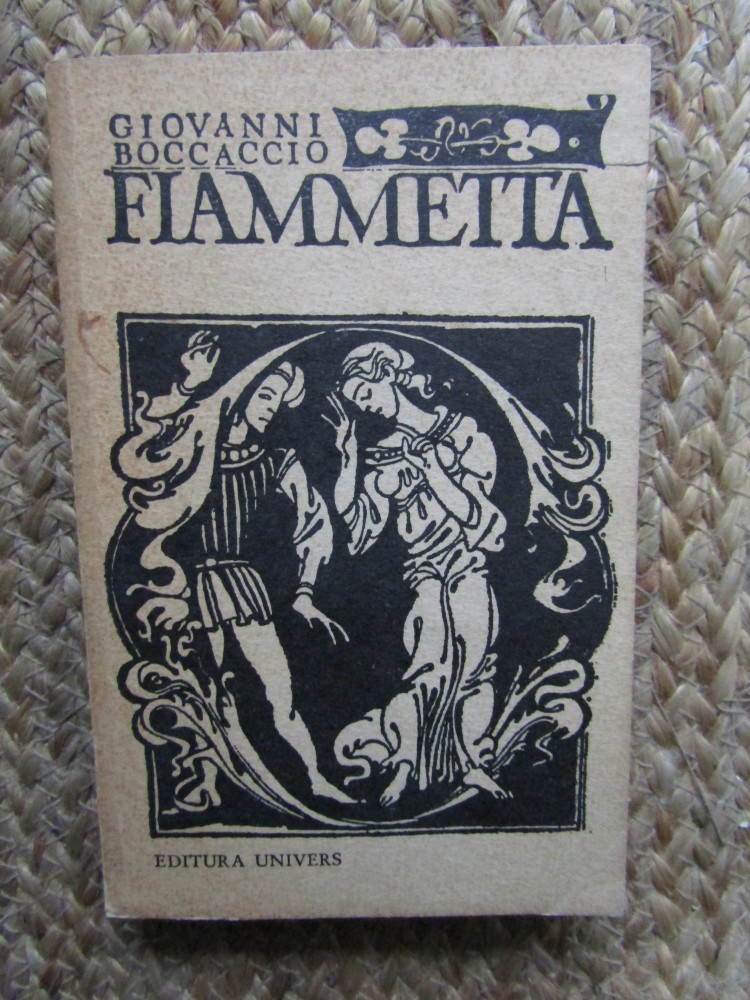 GIOVANNI
BOCCACCIO
FIAMMETTA
EDITURA UNIVERS